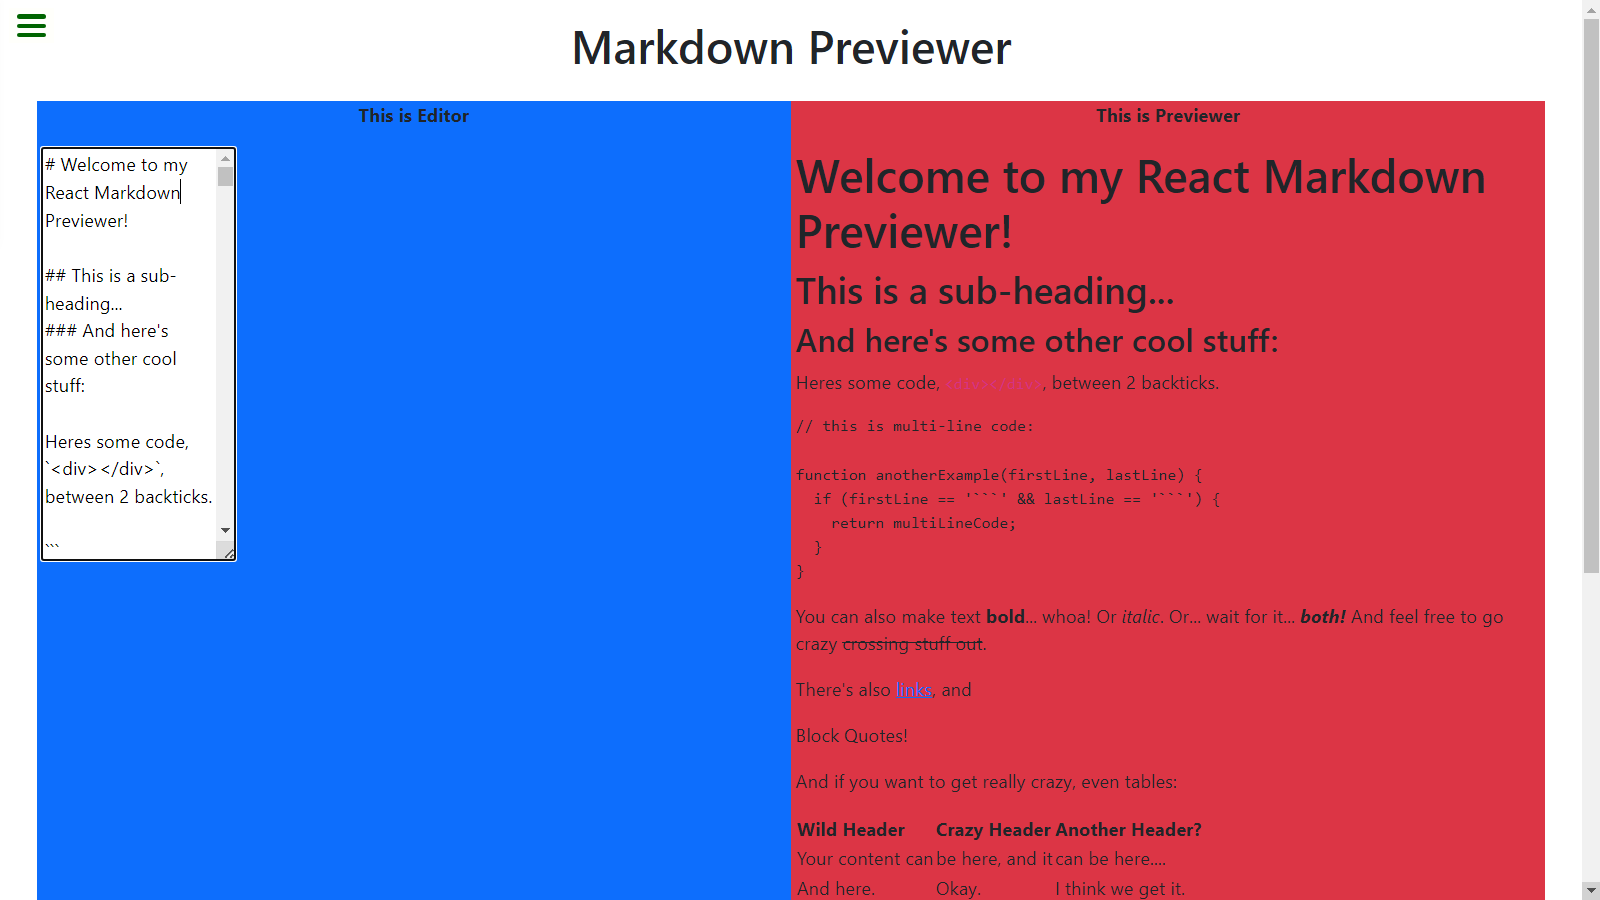 Markdown Previewer
This is Editor
# Welcome to my
React Markdown
Previewer!
## This is a sub-
heading...
### And here's
some other cool
stuff:
Heres some code,
`<div></div>`,
between 2 backticks.
```
This is Previewer
Welcome to my React Markdown
Previewer!
This is a sub-heading...
And here's some other cool stuff:
Heres some code, <div></div>, between 2 backticks.
// this is multi-line code:
function anotherExample(firstLine, lastLine) {
  if (firstLine == '```' && lastLine == '```') {
    return multiLineCode;
  }
}
You can also make text bold... whoa! Or italic. Or... wait for it... both! And feel free to go
crazy crossing stuff out.
There's also links, and
Block Quotes!
And if you want to get really crazy, even tables:
Wild Header Crazy Header Another Header?
Your content can be here, and it can be here....
And here. Okay. I think we get it.